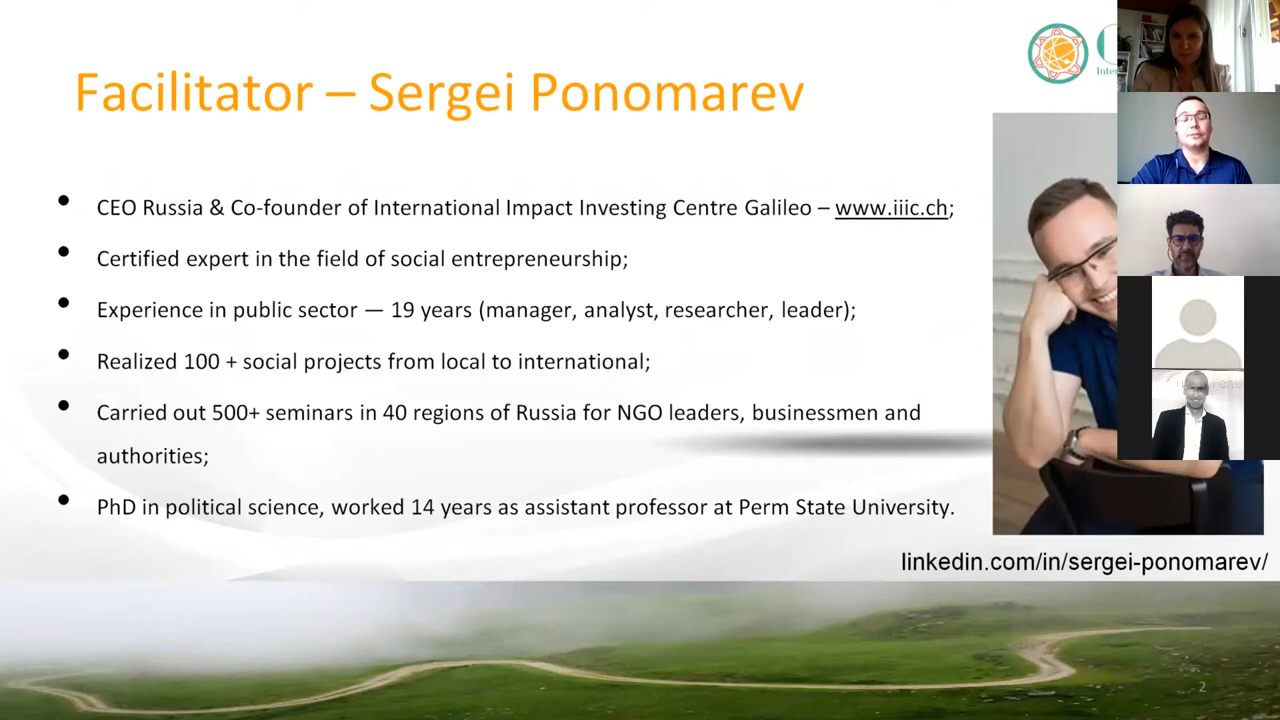 Facilitator – Sergei Ponomarev
CEO Russia & Co-founder of International Impact Investing Centre Galileo – www.iiic.ch;
Certified expert in the field of social entrepreneurship;
Experience in public sector — 19 years (manager, analyst, researcher, leader);
Realized 100 + social projects from local to international;
Carried out 500+ seminars in 40 regions of Russia for NGO leaders, businessmen and
authorities;
PhD in political science, worked 14 years as assistant professor at Perm State University.
linkedin.com/in/sergei-ponomarev/
2